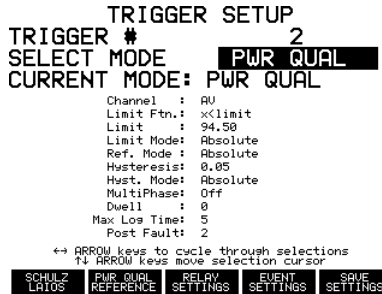 TRIGGER SETUP
TRIGGER # 2
SELECT MODE PWR QUAL
CURRENT MODE: PWR QUAL
Channel : AV
Limit Ftn.: x<limit
Limit : 94.50
Limit Mode: Absolute
Ref. Mode : Absolute
Hysteresis: 0.05
Hyst. Mode: Absolute
MultiPhase: Off
Dwell : 0
Max Log Time: 5
Post Fault: 2
↔ ARROW keys to cycle through selections
↑↓ ARROW keys move selection cursor
SCHULZ LAIOS PWR QUAL REFERENCE RELAY SETTINGS EVENT SETTINGS SAVE SETTINGS